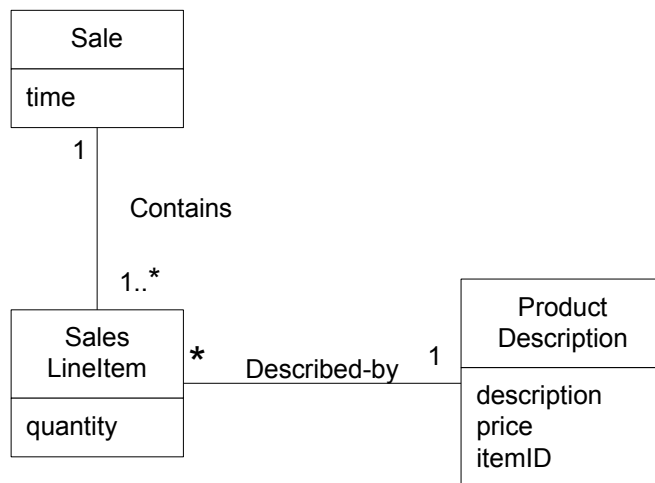 Sale
time
1
Contains
1..*
Sales
LineItem
quantity
*
Described-by
1
Product
Description
description
price
itemID